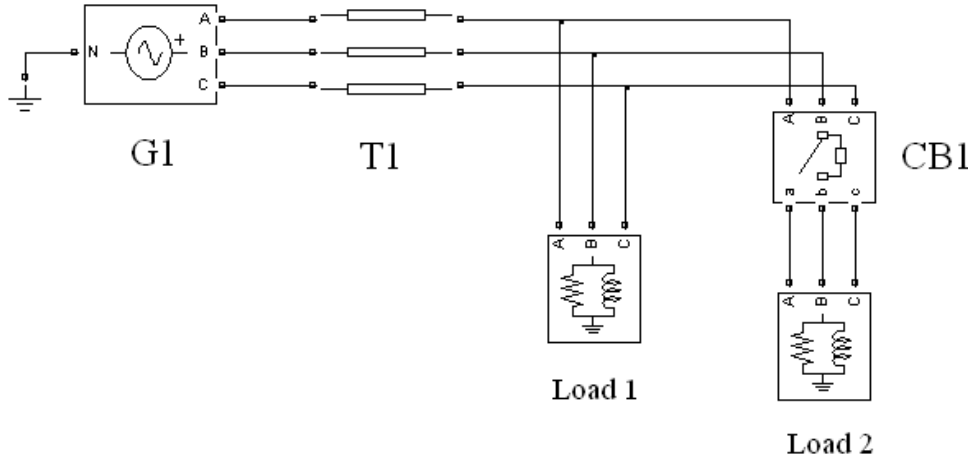 A
N + B
C
G1
T1
A B C
CB1
a b c
A B C
A B C
Load 1
Load 2